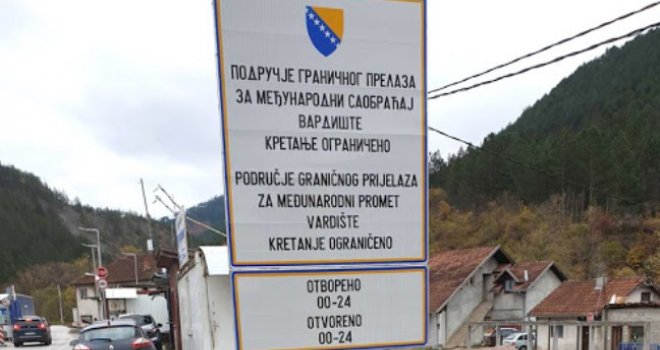 ПОДРУЧЈЕ ГРАНИЧНОГ ПРЕЛАЗА
ЗА МЕЂУНАРОДНИ САОБРАЋАЈ
ВАРДИШТЕ
КРЕТАЊЕ ОГРАНИЧЕНО
PODRUČJE GRANIČNOG PRIJELAZA
ZA MEĐUNARODNI PROMET
VARDIŠTE
KRETANJE OGRANIČENO
ОТВОРЕНО
00-24
OTVORENO
00-24